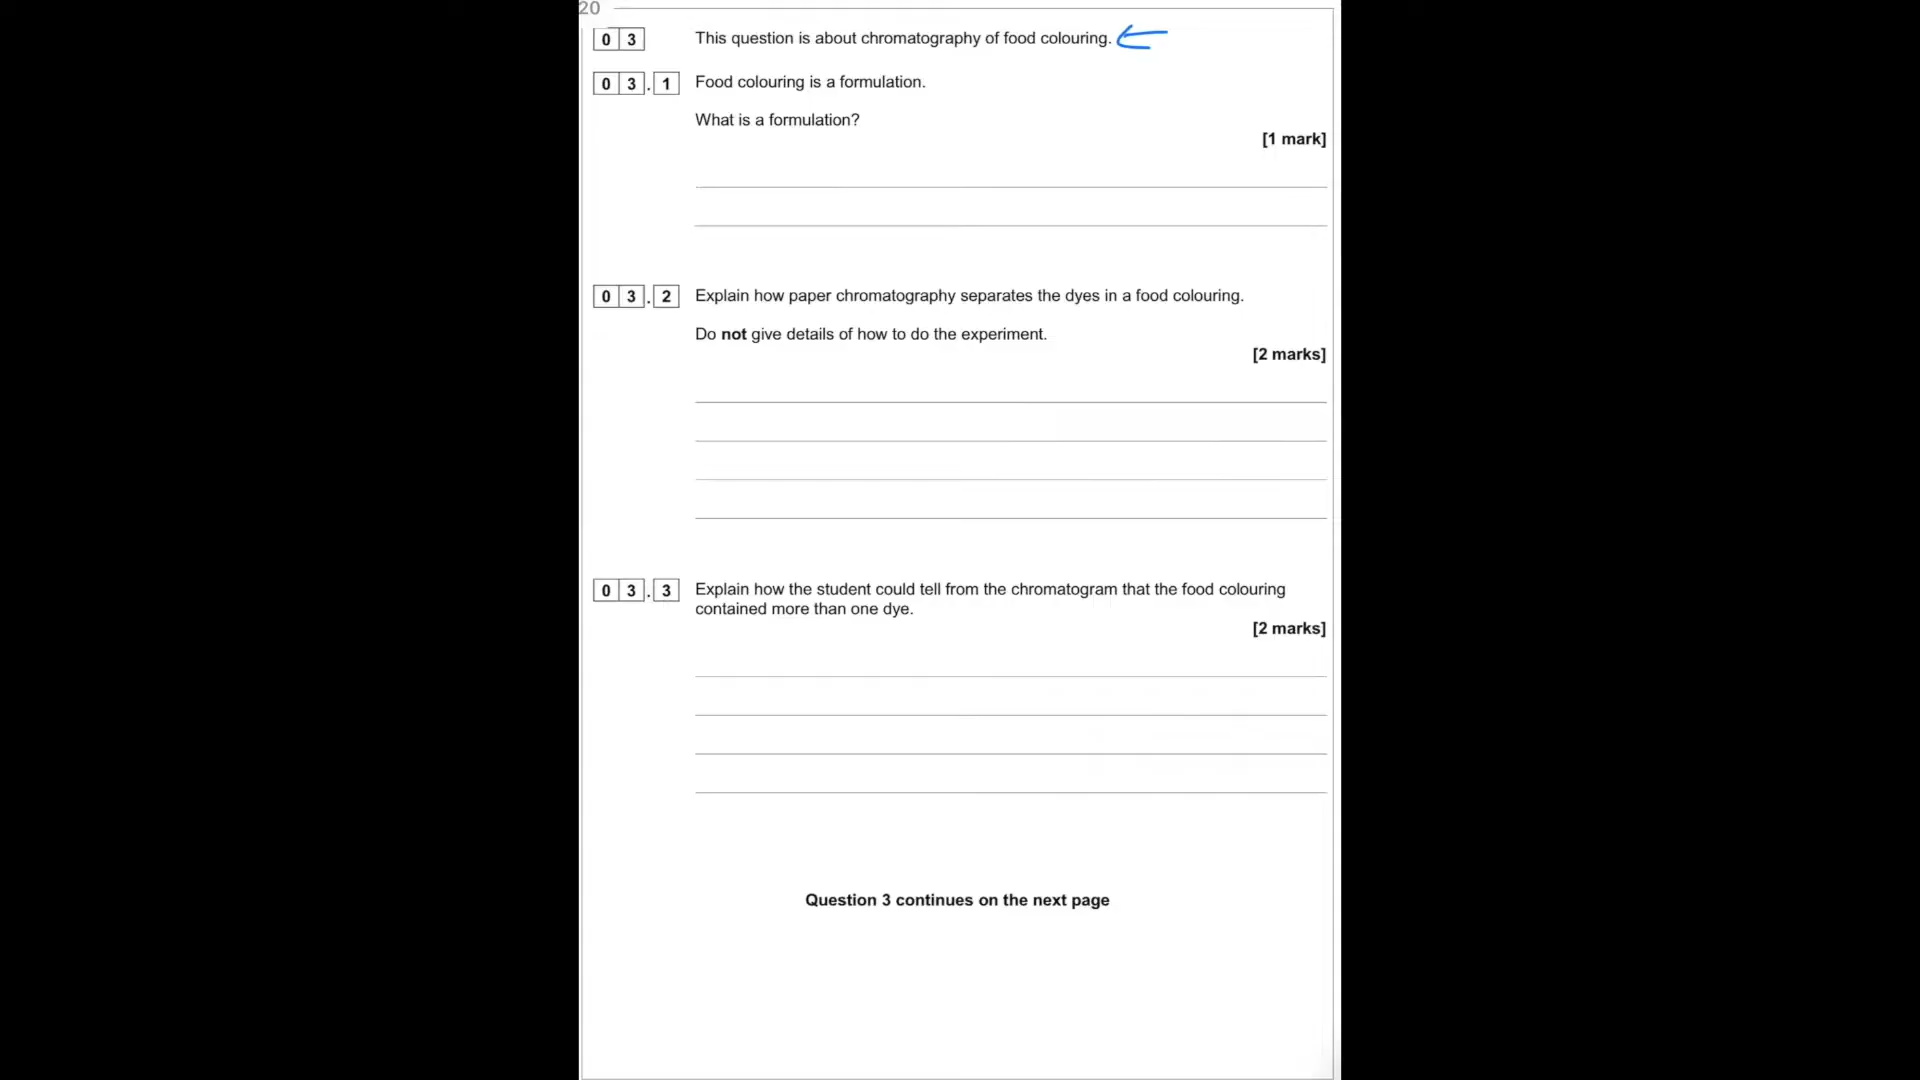 20
0 3 This question is about chromatography of food colouring.
0 3 . 1 Food colouring is a formulation.
What is a formulation?
[1 mark]
0 3 . 2 Explain how paper chromatography separates the dyes in a food colouring.
Do not give details of how to do the experiment.
[2 marks]
0 3 . 3 Explain how the student could tell from the chromatogram that the food colouring
contained more than one dye.
[2 marks]
Question 3 continues on the next page